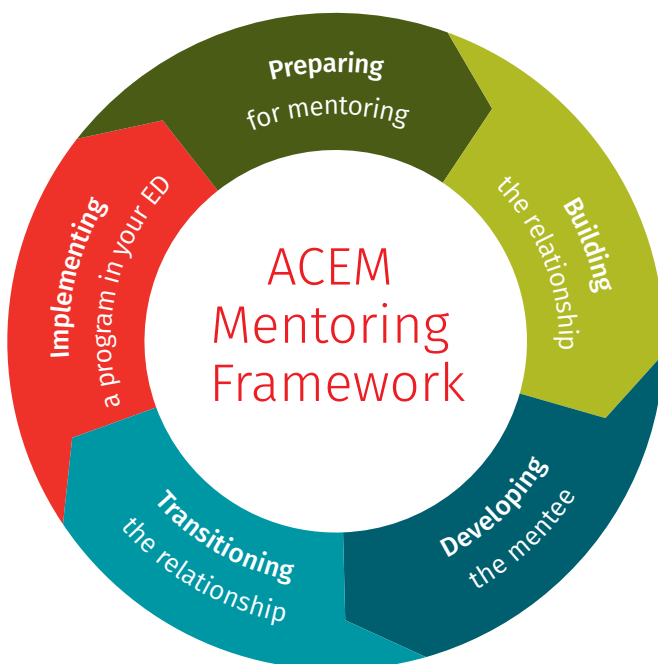 Preparing
for mentoring
Building
the relationship
Developing
the mentee
Transitioning
the relationship
Implementing
a program in your ED
ACEM
Mentoring
Framework